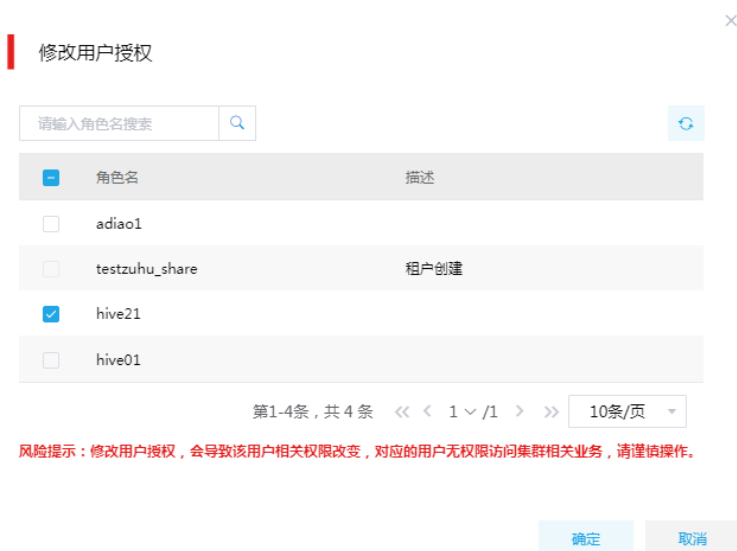 修改用户授权
请输入角色名搜索
角色名 描述
adiao1
testzuhu_share 租户创建
hive21
hive01
第1-4条，共 4 条 1 /1 10条/页
风险提示：修改用户授权，会导致该用户相关权限改变，对应的用户无权限访问集群相关业务，请谨慎操作。
确定 取消